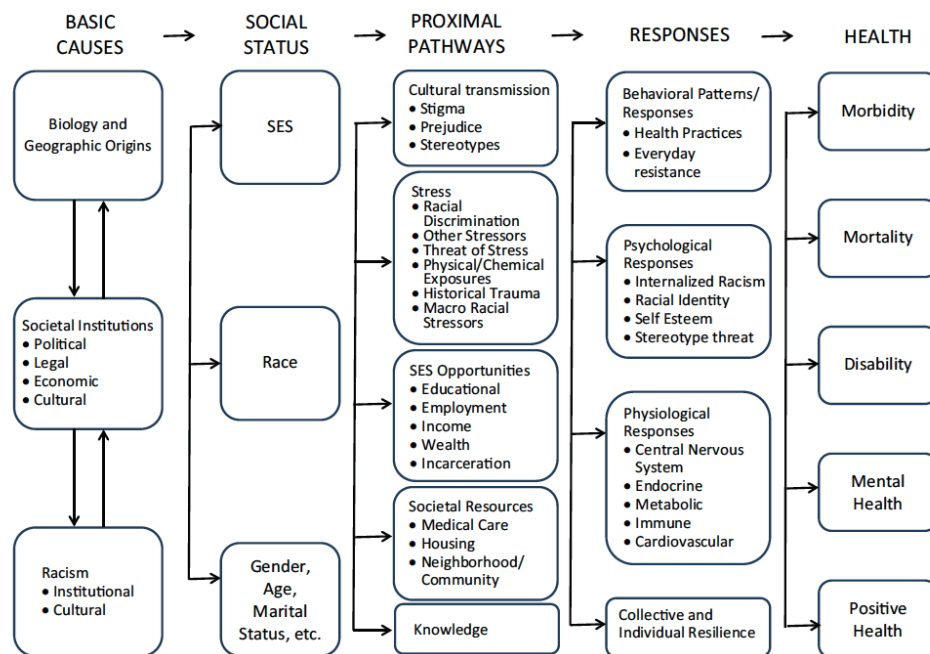 BASIC
CAUSES
SOCIAL
STATUS
PROXIMAL
PATHWAYS
RESPONSES
HEALTH
Biology and
Geographic Origins
Societal Institutions
• Political
• Legal
• Economic
• Cultural
Racism
• Institutional
• Cultural
SES
Race
Gender,
Age,
Marital
Status, etc.
Cultural transmission
• Stigma
• Prejudice
• Stereotypes
Stress
• Racial
Discrimination
• Other Stressors
• Threat of Stress
• Physical/Chemical
Exposures
• Historical Trauma
• Macro Racial
Stressors
SES Opportunities
• Educational
• Employment
• Income
• Wealth
• Incarceration
Societal Resources
• Medical Care
• Housing
• Neighborhood/
Community
Knowledge
Behavioral Patterns/
Responses
• Health Practices
• Everyday
resistance
Psychological
Responses
• Internalized Racism
• Racial Identity
• Self Esteem
• Stereotype threat
Physiological
Responses
• Central Nervous
System
• Endocrine
• Metabolic
• Immune
• Cardiovascular
Collective and
Individual Resilience
Morbidity
Mortality
Disability
Mental
Health
Positive
Health